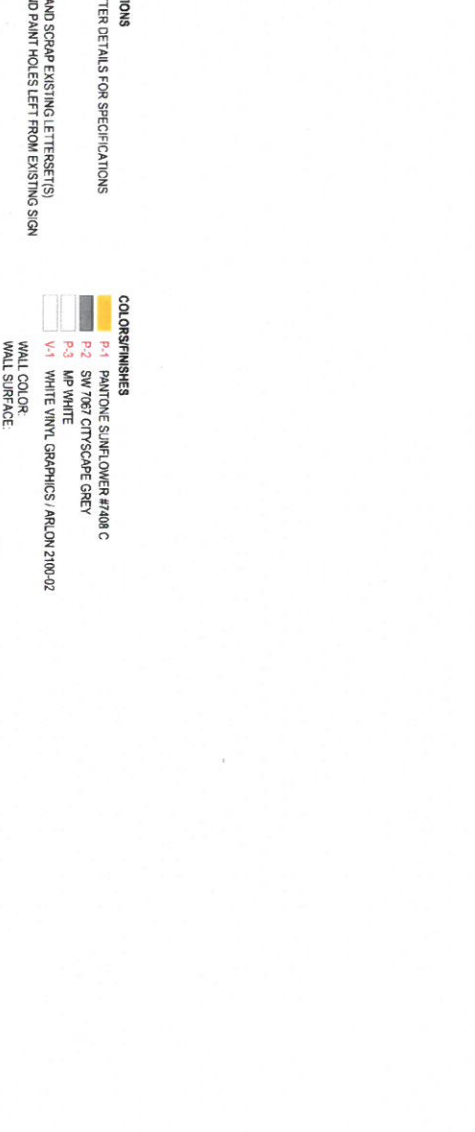 IONS
TER DETAILS FOR SPECIFICATIONS
AND SCRAP EXISTING LETTERSET(S)
ND PAINT HOLES LEFT FROM EXISTING SIGN
COLORS/FINISHES
P-1 PANTONE SUNFLOWER #7408 C
P-2 SW 7067 CITYSCAPE GREY
P-3 MP WHITE
V-1 WHITE VINYL GRAPHICS / ARLON 2100-02
WALL COLOR:
WALL SURFACE: